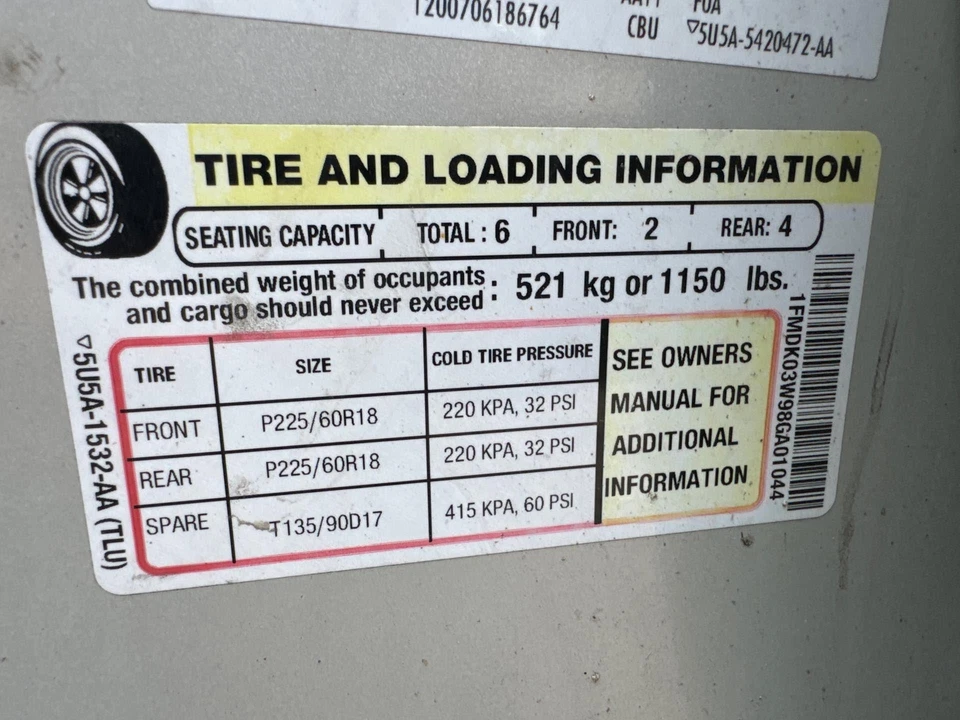 1200706186764
CBU ▽5U5A-5420472-AA
TIRE AND LOADING INFORMATION
SEATING CAPACITY TOTAL : 6 FRONT: 2 REAR: 4
The combined weight of occupants
and cargo should never exceed : 521 kg or 1150 lbs.
TIRE SIZE COLD TIRE PRESSURE
FRONT P225/60R18 220 KPA, 32 PSI
REAR P225/60R18 220 KPA, 32 PSI
SPARE T135/90D17 415 KPA, 60 PSI
SEE OWNERS
MANUAL FOR
ADDITIONAL
INFORMATION
▽5U5A-1532-AA (TLU)
1FMDK03W98GA01044